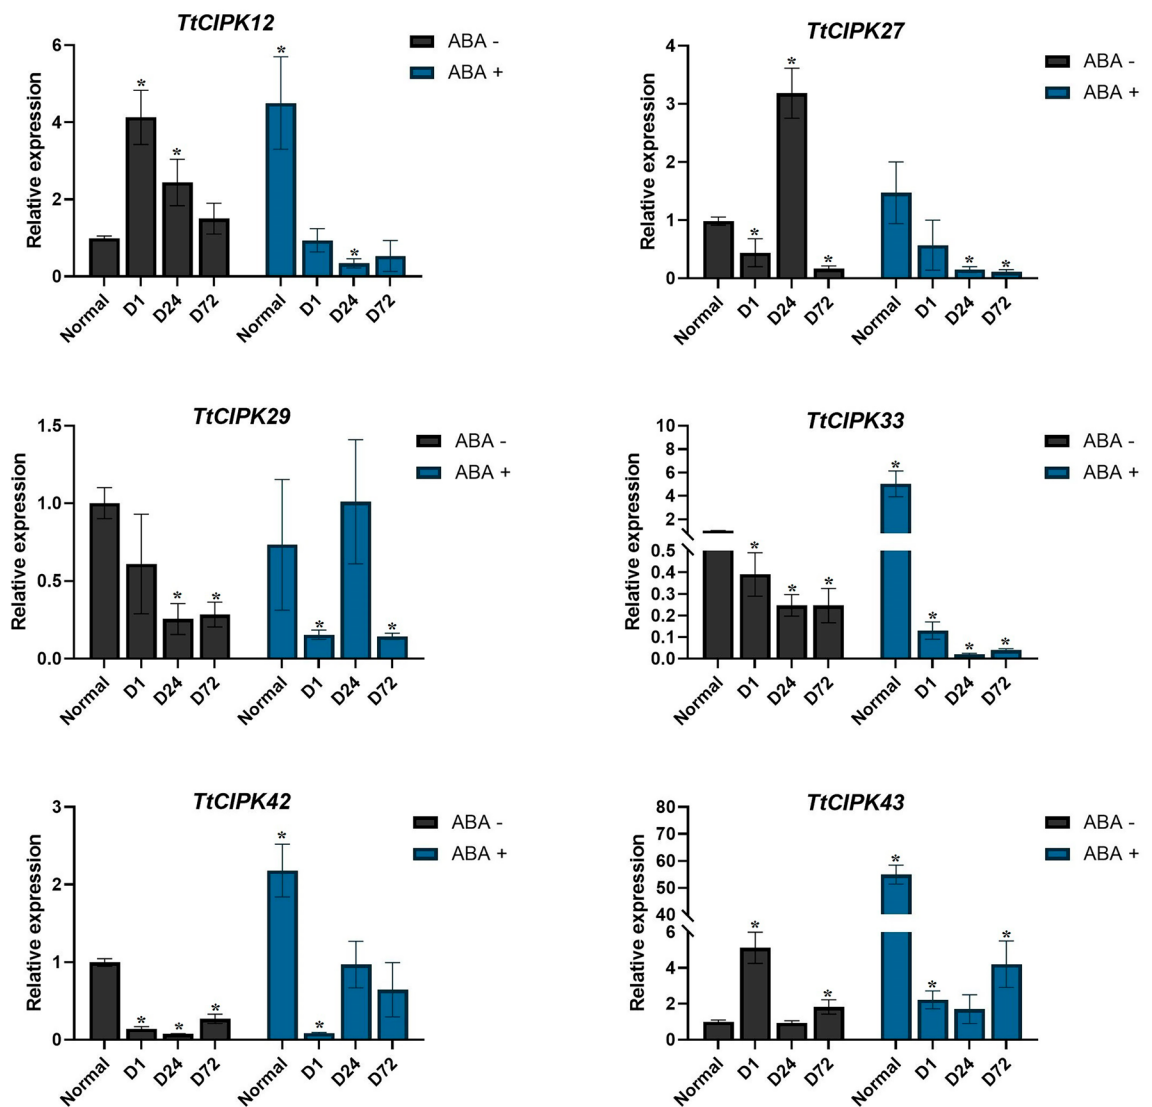 TtCIPK12
ABA -
ABA +
Relative expression
6
4
2
0
*
*
*
*
Normal
D1
D24
D72
Normal
D1
D24
D72
TtCIPK27
ABA -
ABA +
Relative expression
4
3
2
1
0
*
*
*
*
*
Normal
D1
D24
D72
Normal
D1
D24
D72
TtCIPK29
ABA -
ABA +
Relative expression
1.5
1.0
0.5
0.0
*
*
*
*
Normal
D1
D24
D72
Normal
D1
D24
D72
TtCIPK33
ABA -
ABA +
Relative expression
10
8
6
4
2
0.5
0.4
0.3
0.2
0.1
0.0
*
*
*
*
*
*
*
Normal
D1
D24
D72
Normal
D1
D24
D72
TtCIPK42
ABA -
ABA +
Relative expression
3
2
1
0
*
*
*
*
*
Normal
D1
D24
D72
Normal
D1
D24
D72
TtCIPK43
ABA -
ABA +
Relative expression
80
70
60
50
40
6
4
2
0
*
*
*
*
*
Normal
D1
D24
D72
Normal
D1
D24
D72